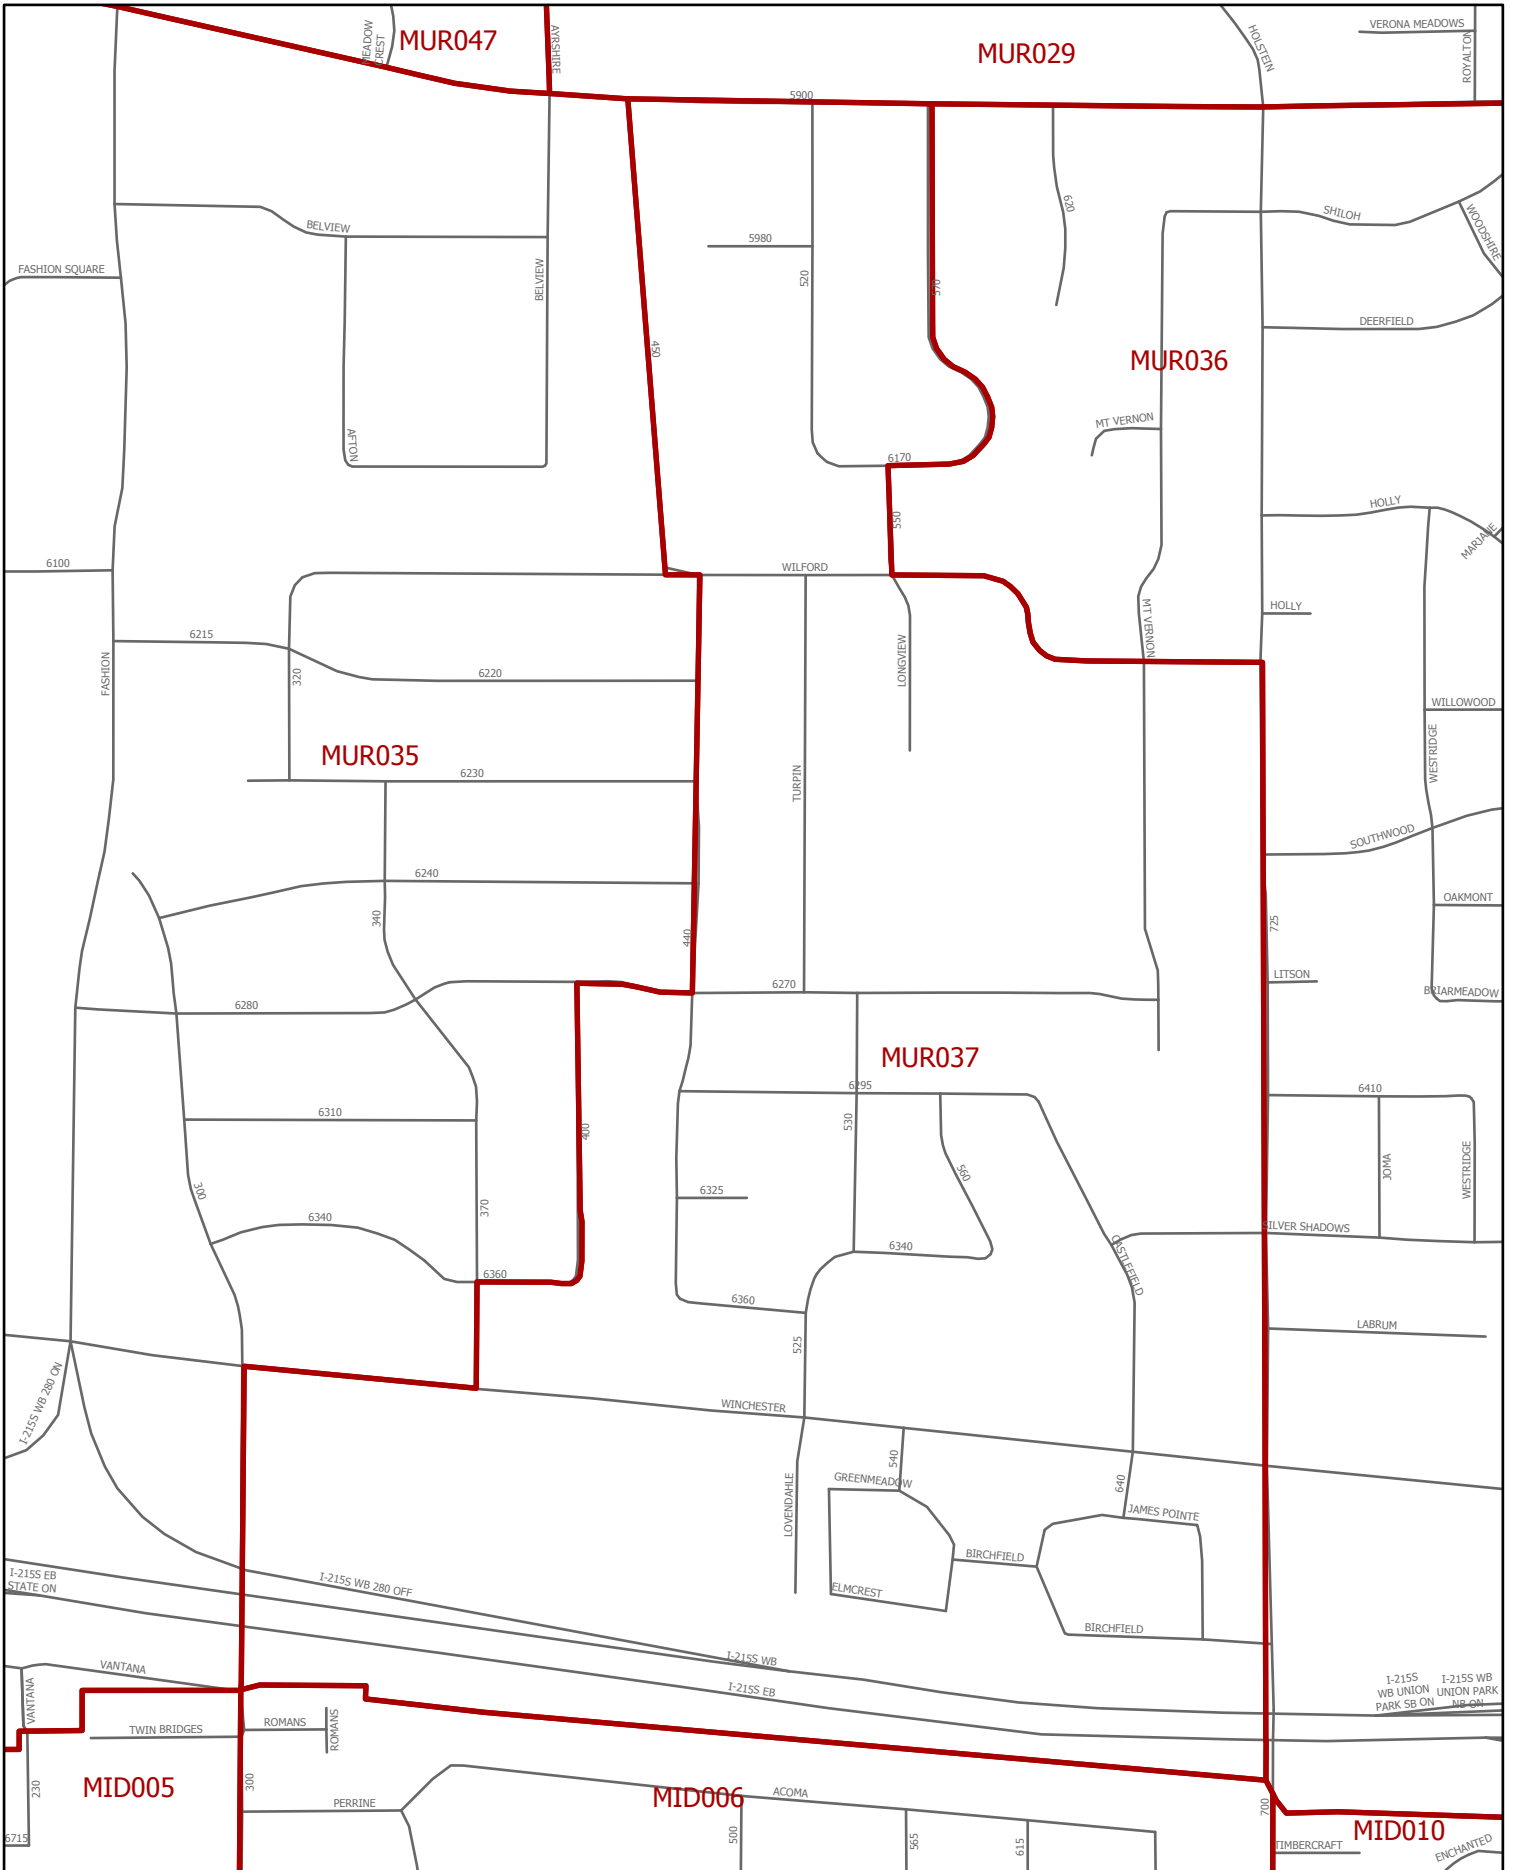 MEADOW
CREST
MUR047
AYRSHIRE
MUR029
HOLSTEIN
VERONA MEADOWS
ROYALTON
5900
620
SHILOH
WOODSHIRE
BELVIEW
5980
FASHION SQUARE
BELVIEW
520
570
DEERFIELD
450
MUR036
MT VERNON
AFTON
6170
HOLLY
550
MARJANE
6100
WILFORD
HOLLY
6215
MT VERNON
LONGVIEW
FASHION
320
6220
WILLOWOOD
MUR035
WESTRIDGE
6230
TURPIN
SOUTHWOOD
6240
OAKMONT
340
440
725
LITSON
6270
BRIARMEADOW
6280
MUR037
6295
6410
6310
530
400
JOMA
WESTRIDGE
560
300
6325
370
6340
SILVER SHADOWS
6340
CASTLEFIELD
6360
6360
LABRUM
525
I-215S WB 280 ON
WINCHESTER
540
GREENMEADOW
640
LOVENDAHLE
JAMES POINTE
BIRCHFIELD
I-215S EB
STATE ON
I-215S WB 280 OFF
ELMCREST
BIRCHFIELD
I-215S WB
VANTANA
I-215S EB
I-215S
WB UNION
PARK SB ON
I-215S WB
UNION PARK
NB ON
VANTANA
ROMANS
ROMANS
TWIN BRIDGES
MID005
230
300
MID006
ACOMA
PERRINE
700
MID010
6715
500
565
615
TIMBERCRAFT
ENCHANTED